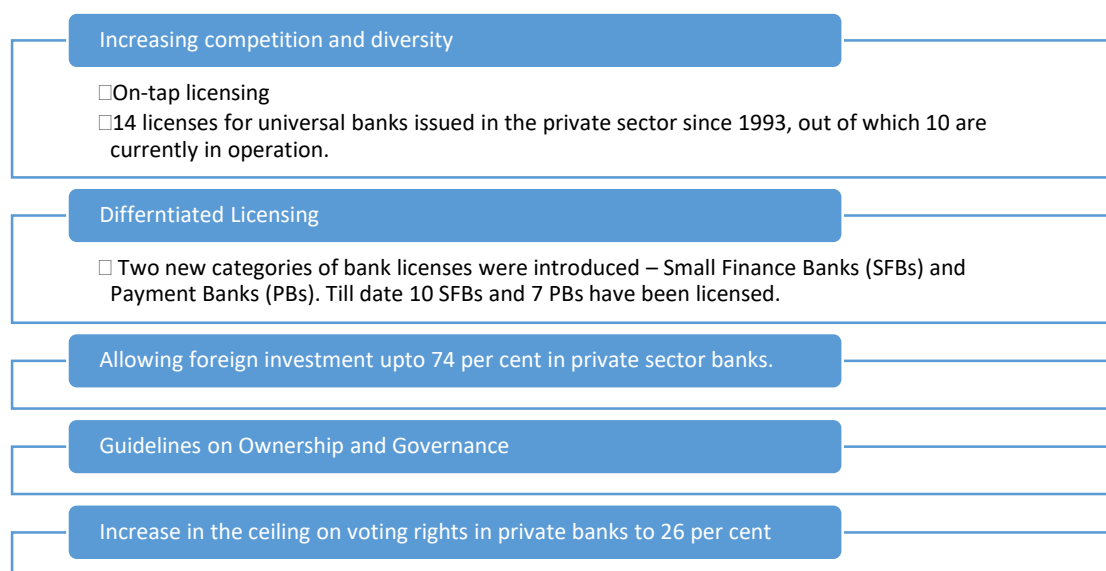 Increasing competition and diversity
□On-tap licensing
□14 licenses for universal banks issued in the private sector since 1993, out of which 10 are
currently in operation.
Differntiated Licensing
□ Two new categories of bank licenses were introduced – Small Finance Banks (SFBs) and
Payment Banks (PBs). Till date 10 SFBs and 7 PBs have been licensed.
Allowing foreign investment upto 74 per cent in private sector banks.
Guidelines on Ownership and Governance
Increase in the ceiling on voting rights in private banks to 26 per cent